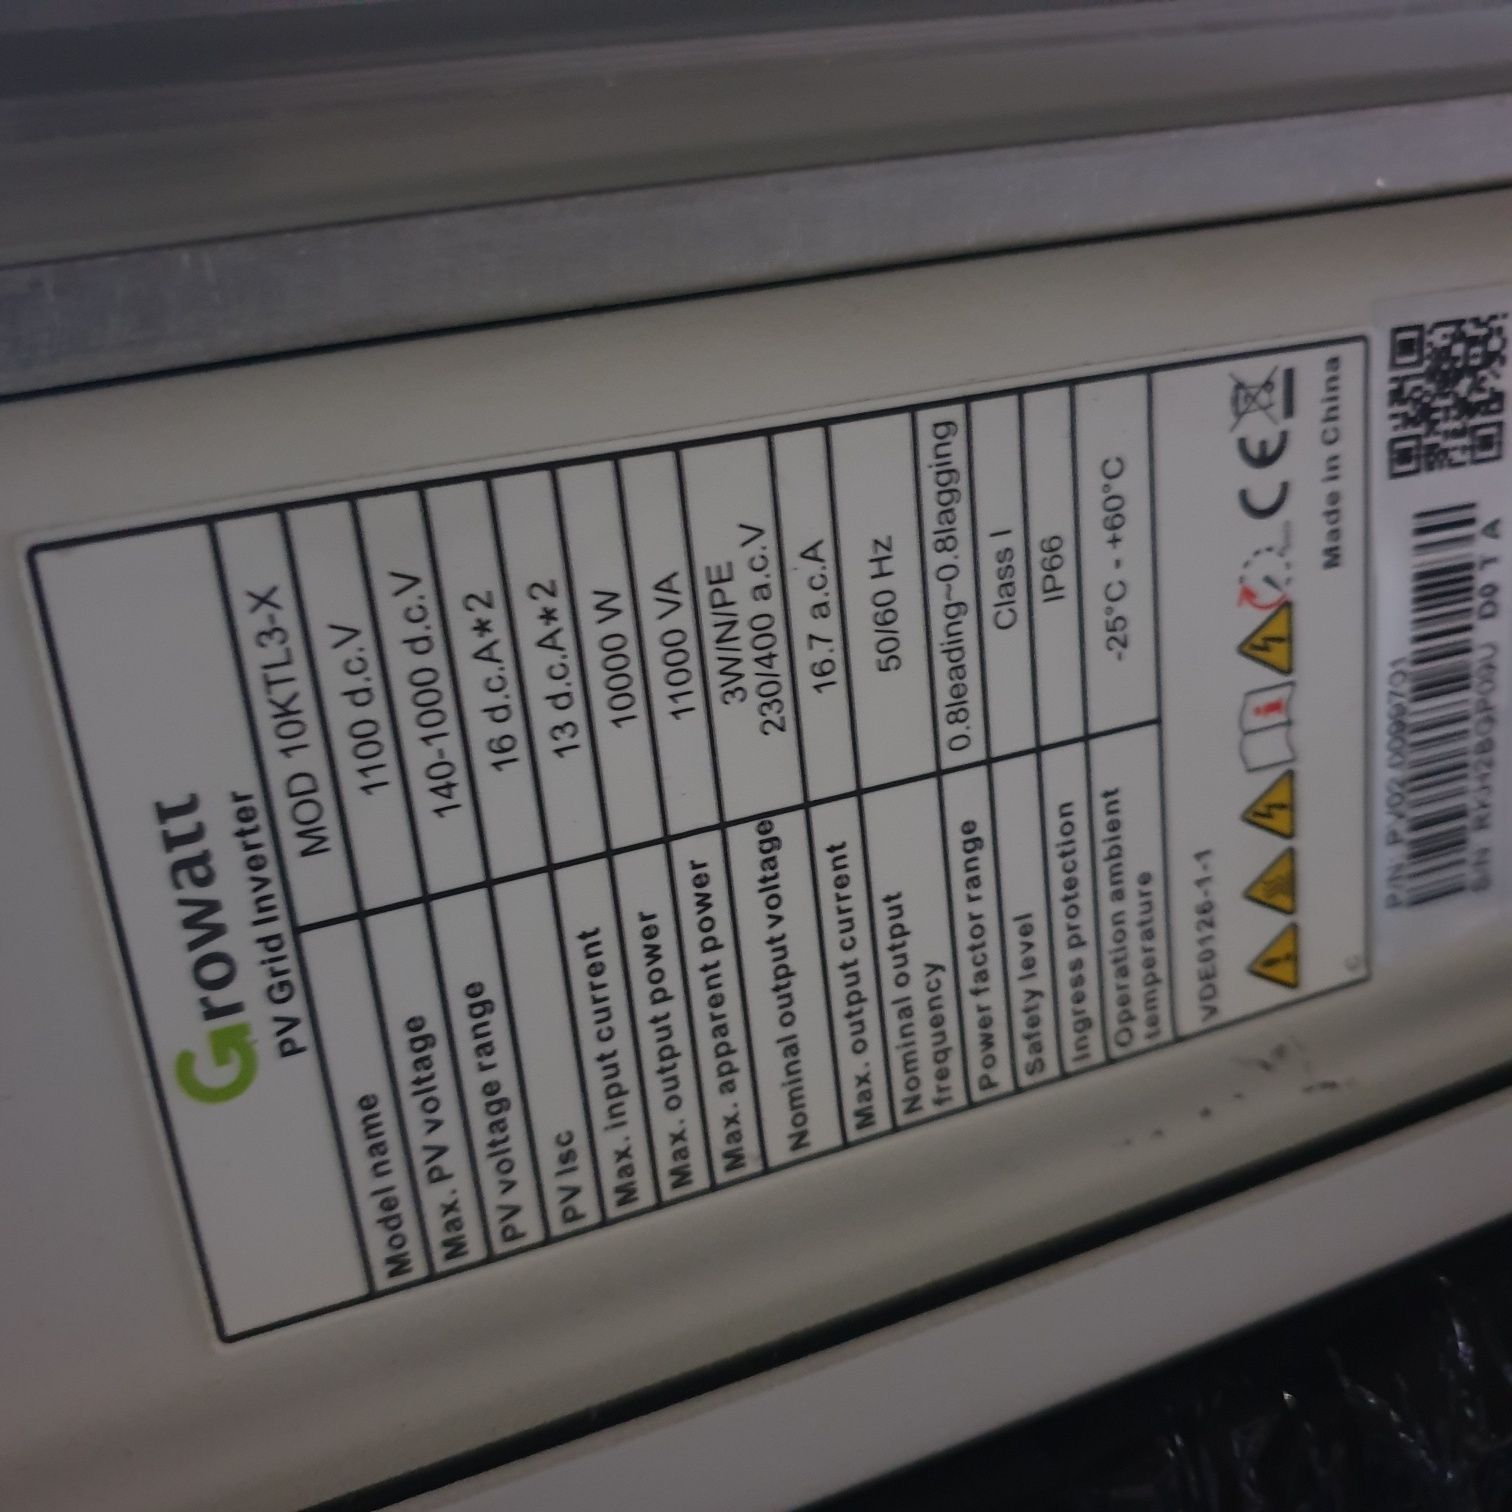 Growatt
PV Grid Inverter
Model name MOD 10KTL3-X
Max. PV voltage 1100 d.c.V
PV voltage range 140-1000 d.c.V
PV Isc 16 d.c.A*2
Max. input current 13 d.c.A*2
Max. output power 10000 W
Max. apparent power 11000 VA
Nominal output voltage 3W/N/PE
230/400 a.c.V
Max. output current 16.7 a.c.A
Nominal output
frequency 50/60 Hz
Power factor range 0.8leading~0.8lagging
Safety level Class I
Ingress protection IP66
Operation ambient
temperature -25°C - +60°C
VDE0126-1-1
CE
Made in China
P/N: PV02.0099701
S/N D0 T A